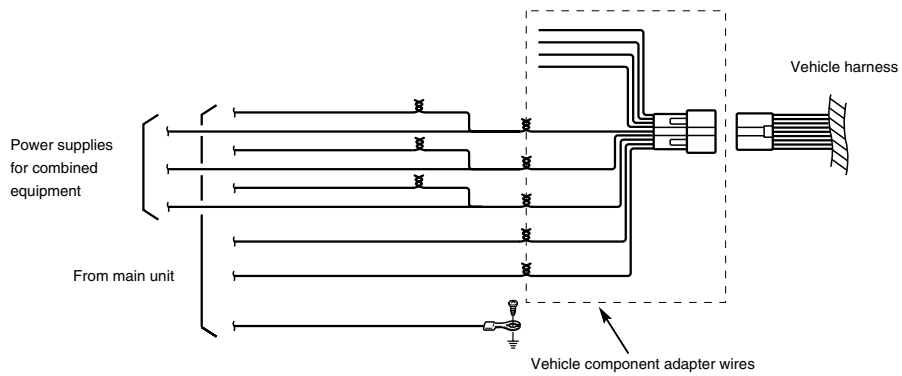 Vehicle harness
Power supplies
for combined
equipment
From main unit
Vehicle component adapter wires